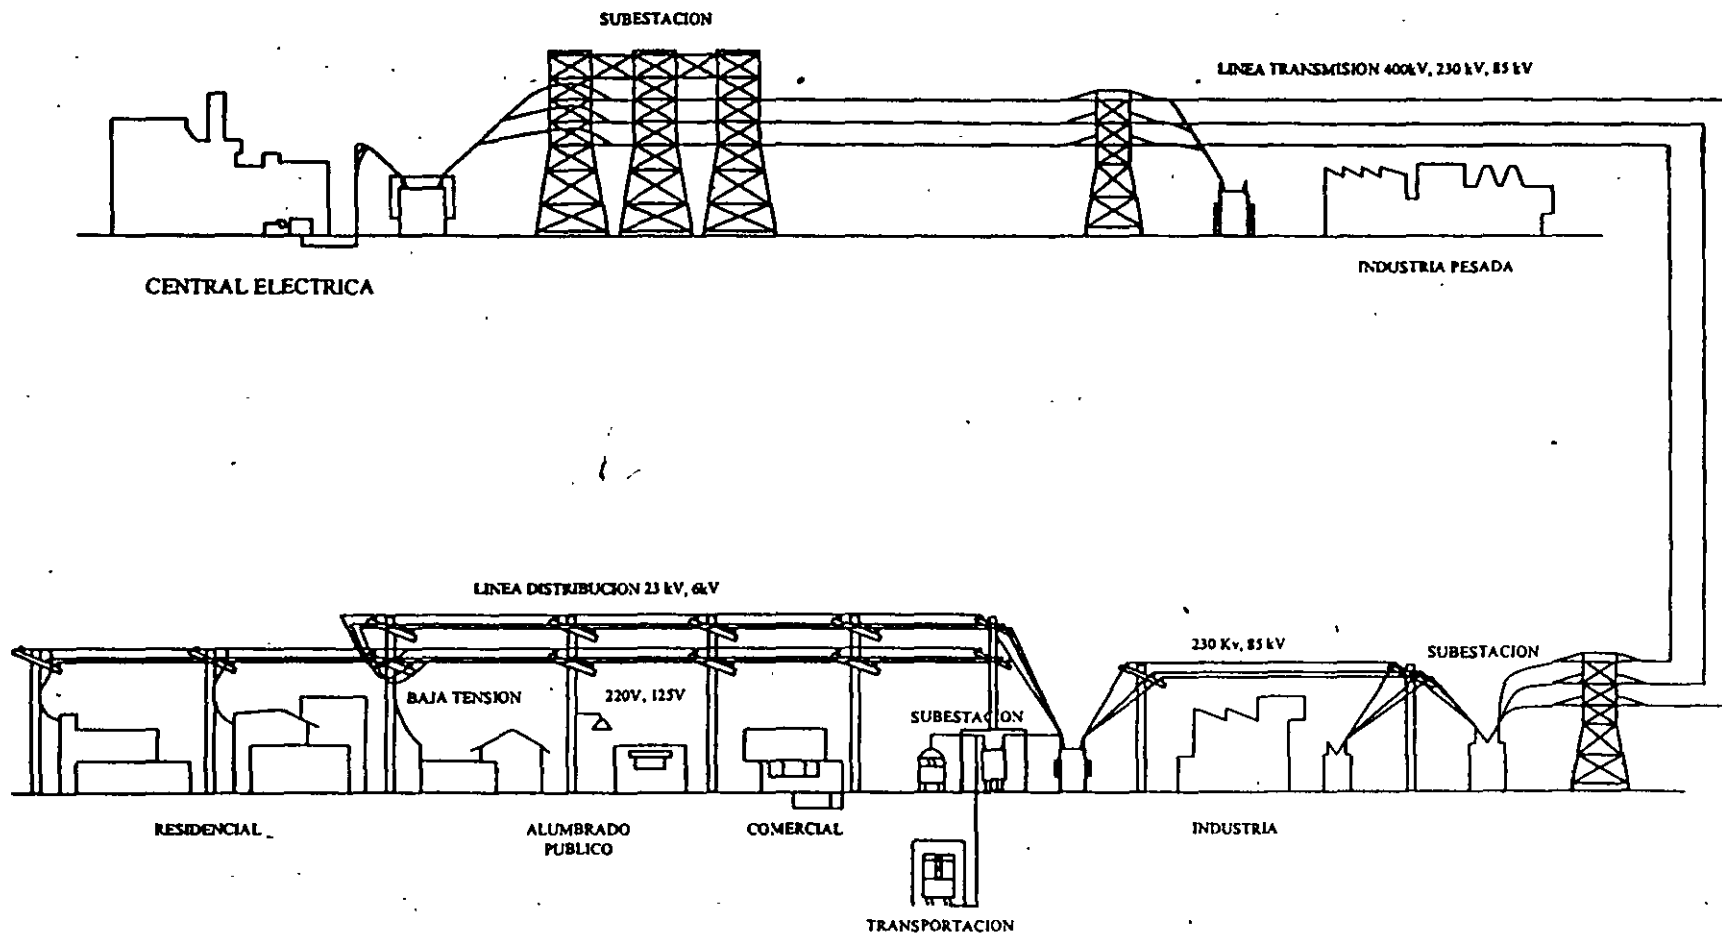 SUBESTACION
LINEA TRANSMISION 400kV, 230 kV, 85 kV
INDUSTRIA PESADA
CENTRAL ELECTRICA
LINEA DISTRIBUCION 23 kV, 6kV
230 Kv, 85 kV
SUBESTACION
BAJA TENSION
220V, 125V
SUBESTACION
RESIDENCIAL
ALUMBRADO
PUBLICO
COMERCIAL
INDUSTRIA
TRANSPORTACION